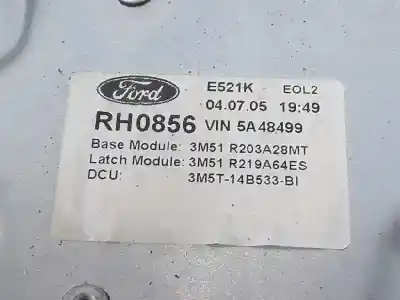 Ford E521K EOL2
04.07.05 19:49
RH0856 VIN 5A48499
Base Module: 3M51 R203A28MT
Latch Module: 3M51 R219A64ES
DCU: 3M5T-14B533-BI